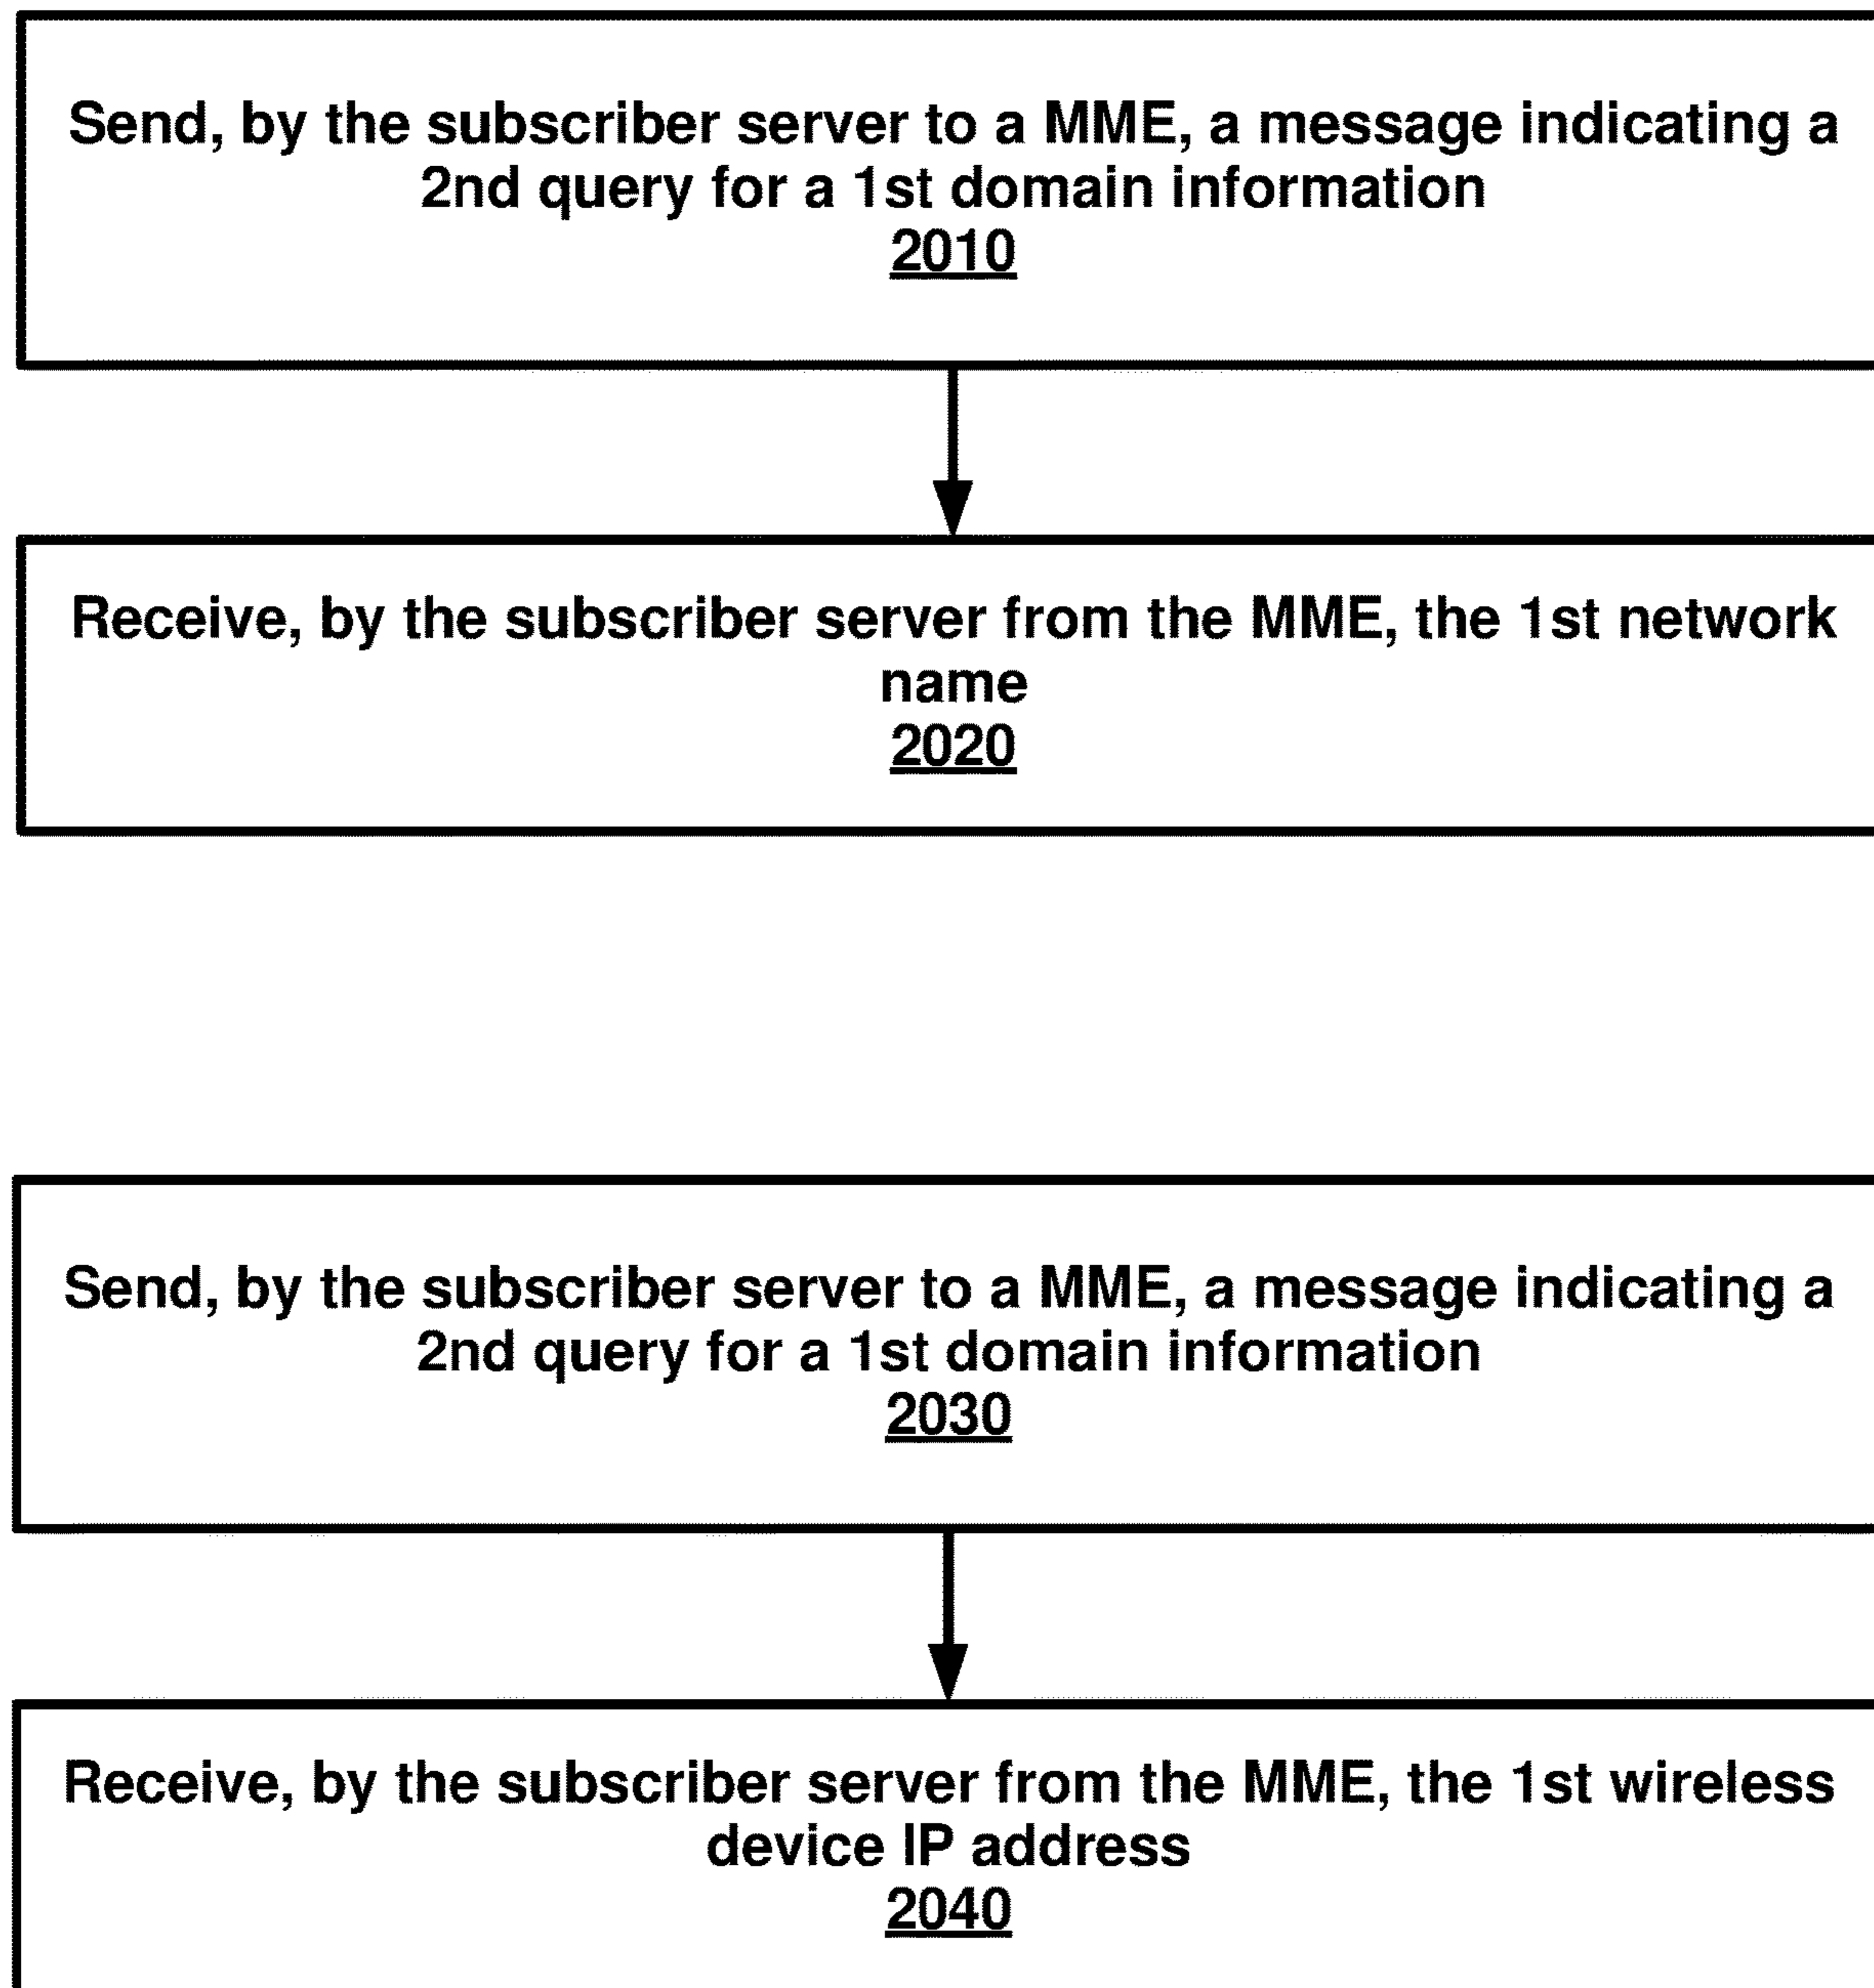 Send, by the subscriber server to a MME, a message indicating a
2nd query for a 1st domain information
2010
Receive, by the subscriber server from the MME, the 1st network
name
2020
Send, by the subscriber server to a MME, a message indicating a
2nd query for a 1st domain information
2030
Receive, by the subscriber server from the MME, the 1st wireless
device IP address
2040